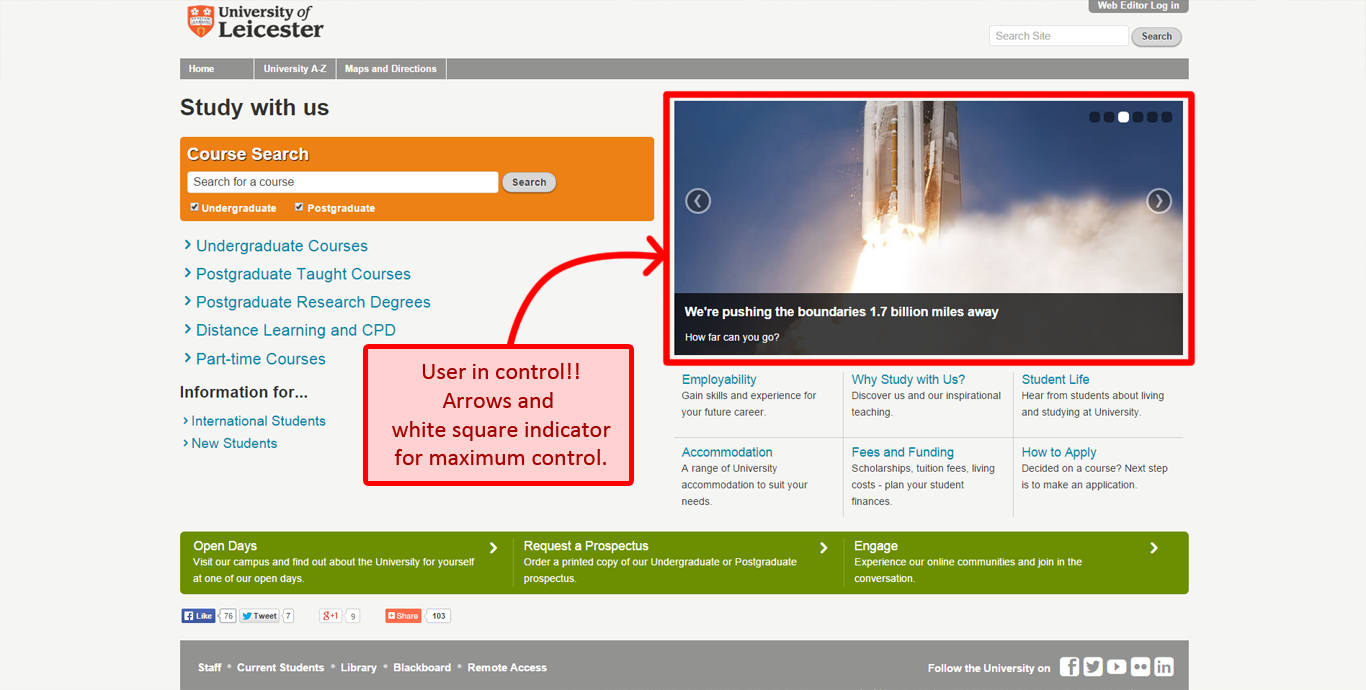 Web Editor Log in
University of
Leicester
Search Site
Search
Home
University A-Z
Maps and Directions
Study with us
Course Search
Search for a course
Search
Undergraduate
Postgraduate
Undergraduate Courses
Postgraduate Taught Courses
Postgraduate Research Degrees
Distance Learning and CPD
Part-time Courses
Information for...
International Students
New Students
User in control!!
Arrows and
white square indicator
for maximum control.
We're pushing the boundaries 1.7 billion miles away
How far can you go?
Employability
Gain skills and experience for
your future career.
Why Study with Us?
Discover us and our inspirational
teaching.
Student Life
Hear from students about living
and studying at University.
Accommodation
A range of University
accommodation to suit your
needs.
Fees and Funding
Scholarships, tuition fees, living
costs - plan your student
finances.
How to Apply
Decided on a course? Next step
is to make an application.
Open Days
Visit our campus and find out about the University for yourself
at one of our open days.
Request a Prospectus
Order a printed copy of our Undergraduate or Postgraduate
prospectus.
Engage
Experience our online communities and join in the
conversation.
Like 76 Tweet 7 g+1 9 Share 103
Staff • Current Students • Library • Blackboard • Remote Access
Follow the University on